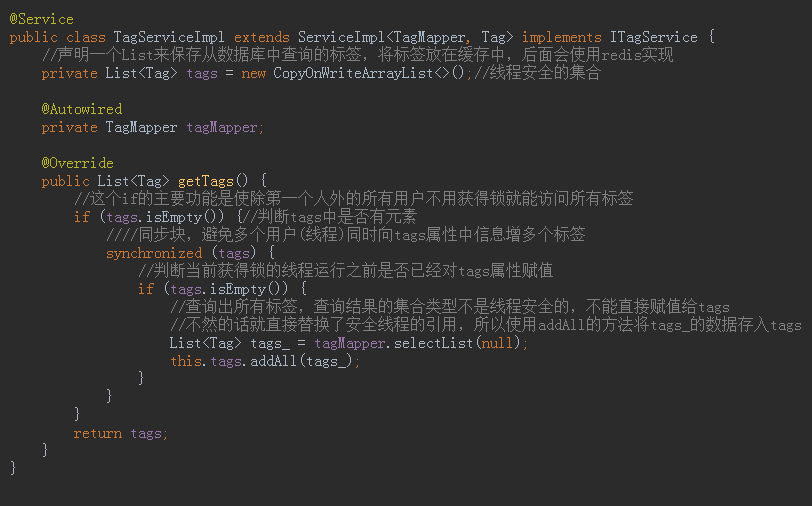 @Service
public class TagServiceImpl extends ServiceImpl<TagMapper, Tag> implements ITagService {
    //声明一个List来保存从数据库中查询的标签，将标签放在缓存中，后面会使用redis实现
    private List<Tag> tags = new CopyOnWriteArrayList<>();//线程安全的集合

    @Autowired
    private TagMapper tagMapper;

    @Override
    public List<Tag> getTags() {
        //这个if的主要功能是使除第一个人外的所有用户不用获得锁就能访问所有标签
        if (tags.isEmpty()) {//判断tags中是否有元素
            ////同步块，避免多个用户(线程)同时向tags属性中信息增多个标签
            synchronized (tags) {
                //判断当前获得锁的线程运行之前是否已经对tags属性赋值
                if (tags.isEmpty()) {
                    //查询出所有标签，查询结果的集合类型不是线程安全的，不能直接赋值给tags
                    //不然的话就直接替换了安全线程的引用，所以使用addAll的方法将tags_的数据存入tags
                    List<Tag> tags_ = tagMapper.selectList(null);
                    this.tags.addAll(tags_);
                }
            }
        }
        return tags;
    }
}